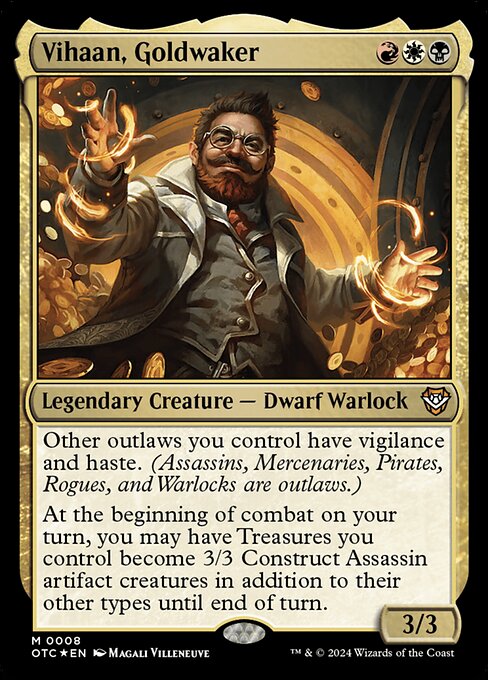 Vihaan, Goldwaker
Legendary Creature — Dwarf Warlock
Other outlaws you control have vigilance
and haste. (Assassins, Mercenaries, Pirates,
Rogues, and Warlocks are outlaws.)
At the beginning of combat on your
turn, you may have Treasures you
control become 3/3 Construct Assassin
artifact creatures in addition to their
other types until end of turn.
3/3
M 0008
OTC★EN Magali Villeneuve
™ & © 2024 Wizards of the Coast